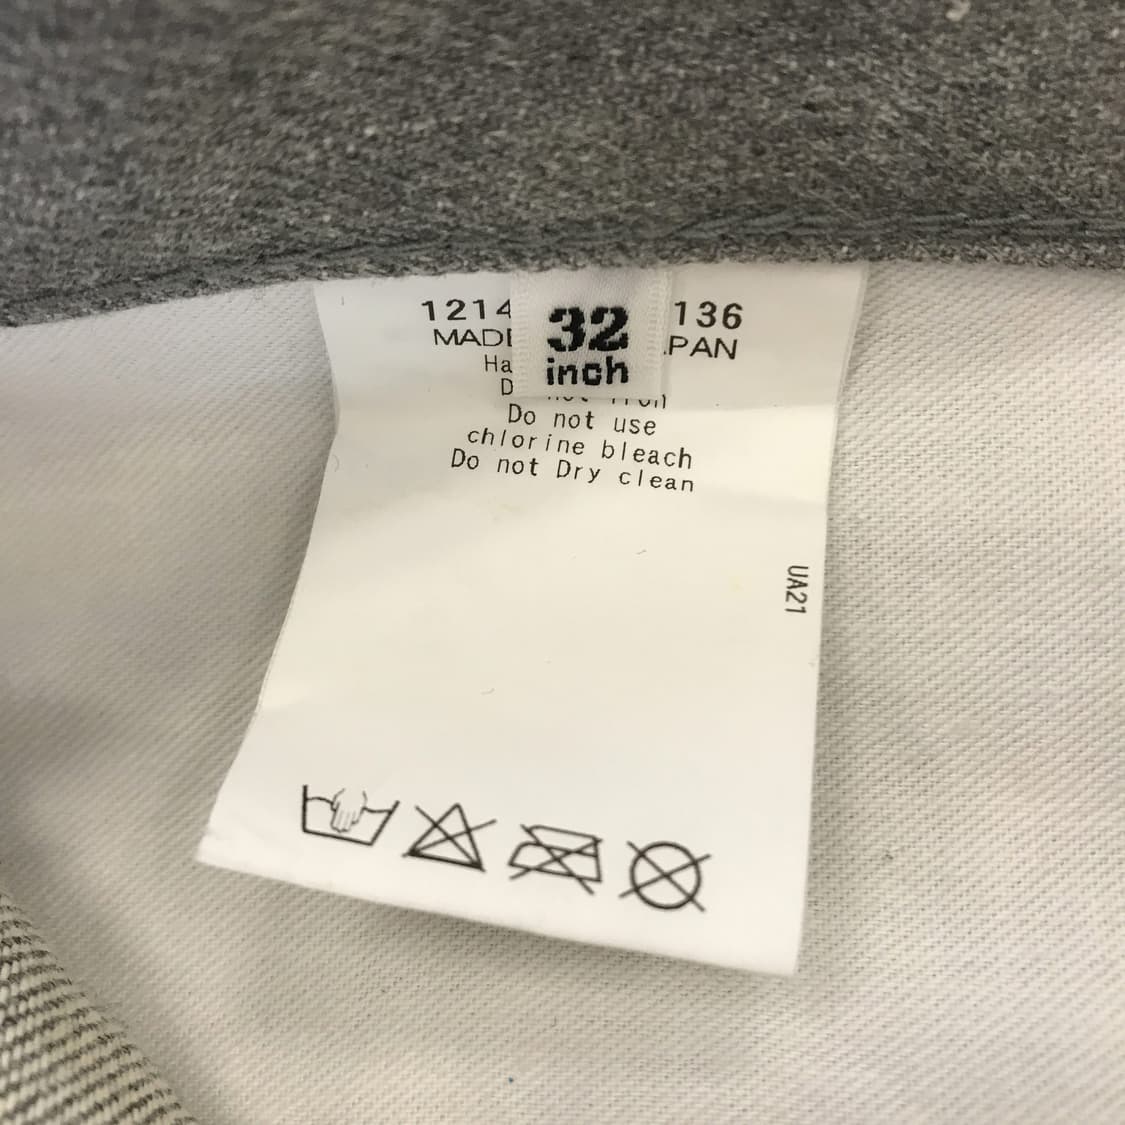 1214 136
32
inch
MADE PAN
Ha
D
Do not use
chlorine bleach
Do not Dry clean
UA21